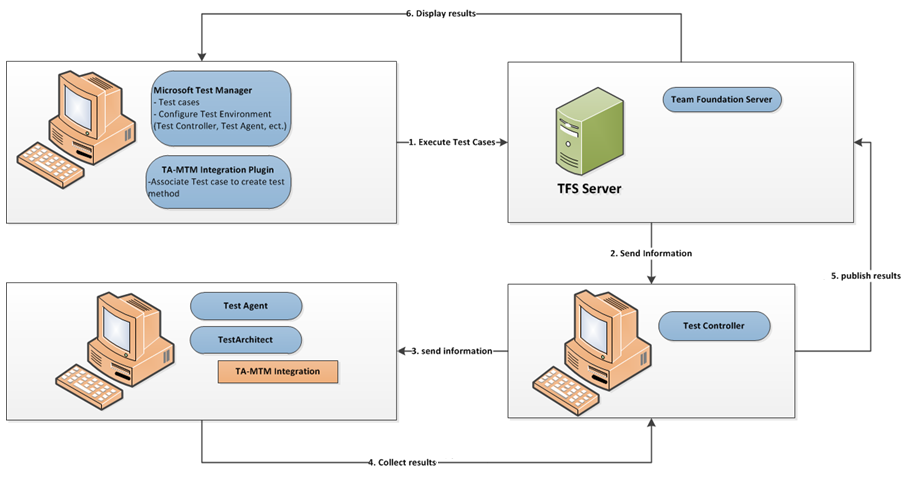 6. Display results
Microsoft Test Manager
- Test cases
- Configure Test Environment
(Test Controller, Test Agent, ect.)
TA-MTM Integration Plugin
-Associate Test case to create test
method
1. Execute Test Cases
Team Foundation Server
TFS Server
2. Send Information
5. publish results
Test Agent
TestArchitect
TA-MTM Integration
3. send information
Test Controller
4. Collect results